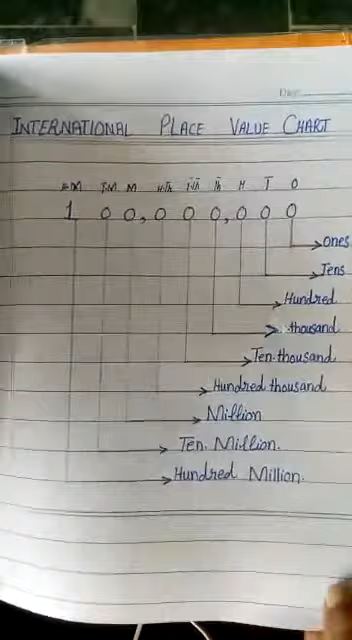 Date
INTERNATIONAL PLACE VALUE CHART
H.M T.M M H.Th T.Th Th H T O
1 0 0, 0 0 0, 0 0 0
Ones
Tens
Hundred
thousand
Ten thousand
Hundred thousand
Million
Ten. Million.
Hundred Million.